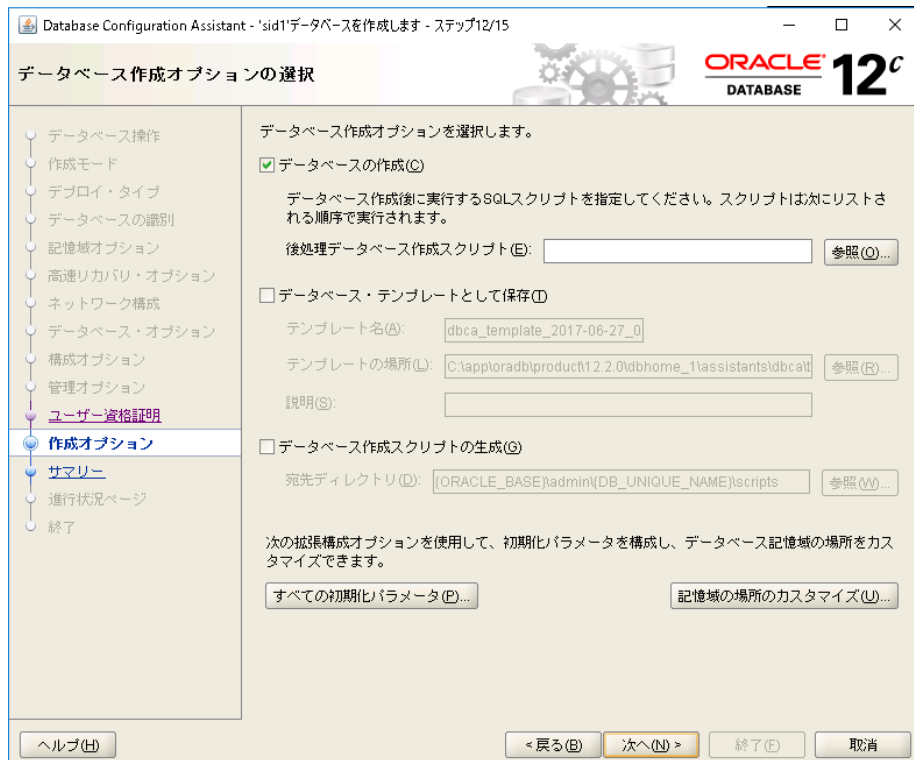 Database Configuration Assistant - 'sid1'データベースを作成します - ステップ12/15
データベース作成オプションの選択
ORACLE
DATABASE
12c
データベース操作
作成モード
デプロイ・タイプ
データベースの識別
記憶域オプション
高速リカバリ・オプション
ネットワーク構成
データベース・オプション
構成オプション
管理オプション
ユーザー資格証明
作成オプション
サマリー
進行状況ページ
終了
データベース作成オプションを選択します。
データベースの作成(C)
データベース作成後に実行するSQLスクリプトを指定してください。スクリプトは次にリストさ
れる順序で実行されます。
後処理データベース作成スクリプト(E):
参照(O)...
データベース・テンプレートとして保存(T)
テンプレート名(A): dbca_template_2017-06-27_0
テンプレートの場所(L): C:\app\oradb\product\12.2.0\dbhome_1\assistants\dbca\t 参照(R)...
説明(S):
データベース作成スクリプトの生成(G)
宛先ディレクトリ(D): {ORACLE_BASE}\admin\{DB_UNIQUE_NAME}\scripts 参照(W)...
次の拡張構成オプションを使用して、初期化パラメータを構成し、データベース記憶域の場所をカス
タマイズできます。
すべての初期化パラメータ(P)... 記憶域の場所のカスタマイズ(U)...
ヘルプ(H) <戻る(B) 次へ(N)> 終了(F) 取消